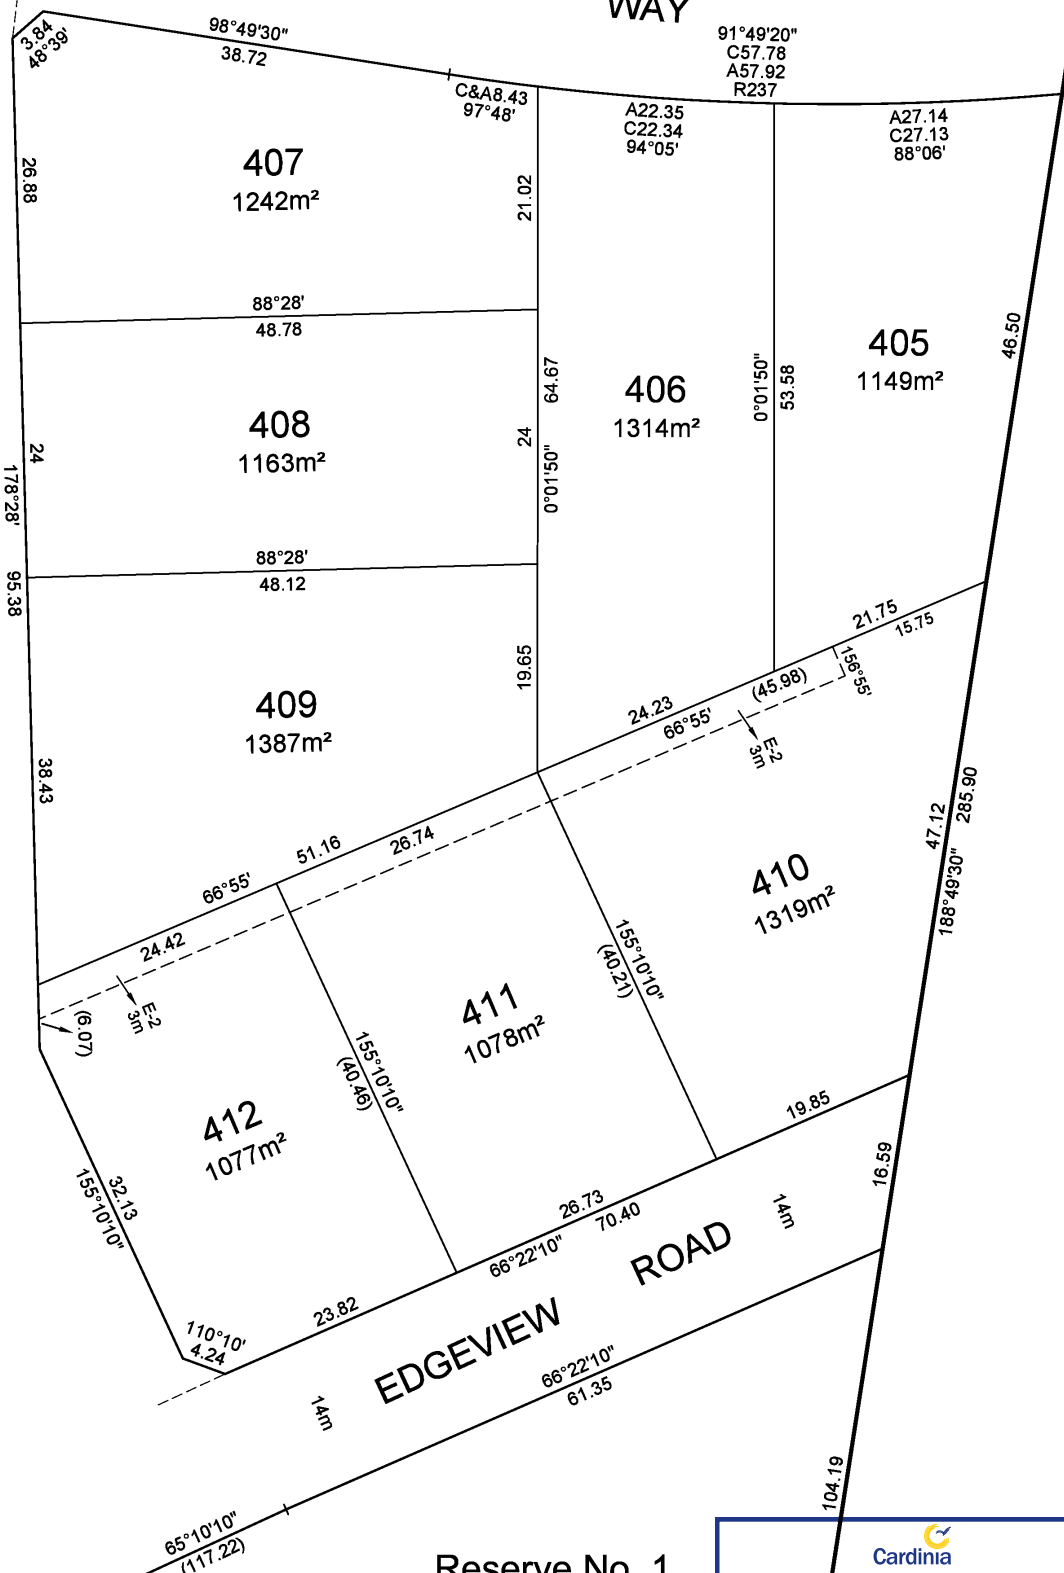 WAY
3.84
48°39'
98°49'30"
38.72
91°49'20"
C57.78
A57.92
R237
C&A8.43
97°48'
A22.35
C22.34
94°05'
A27.14
C27.13
88°06'
26.88
407
1242m²
21.02
88°28'
48.78
46.50
405
1149m²
406
1314m²
0°01'50"
53.58
64.67
24
0°01'50"
408
1163m²
24
178°28'
95.38
88°28'
48.12
19.65
21.75
15.75
156°55'
(45.98)
24.23
66°55'
E-2
3m
409
1387m²
38.43
51.16
26.74
66°55'
24.42
E-2
3m
(6.07)
285.90
47.12
188°49'30"
410
1319m²
155°10'10"
(40.21)
411
1078m²
155°10'10"
(40.46)
412
1077m²
32.13
155°10'10"
110°10'
4.24
19.85
16.59
26.73
70.40
66°22'10"
23.82
14m
EDGEVIEW ROAD
14m
66°22'10"
61.35
104.19
65°10'10"
(117.22)
Reserve No. 1
Cardinia